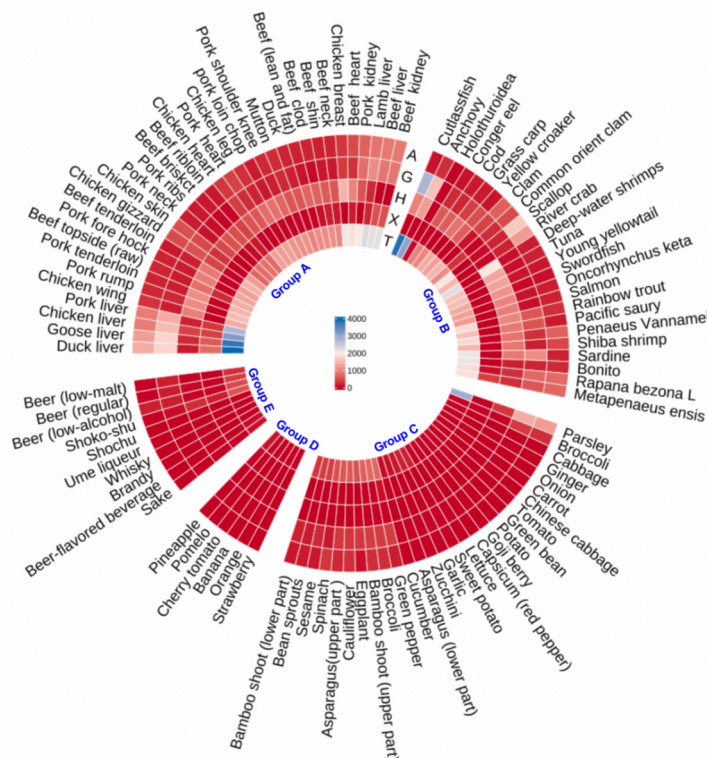 Duck liver
Goose liver
Chicken liver
Pork liver
Chicken wing
Pork rump
Pork tenderloin
Beef topside (raw)
Pork fore hock
Beef tenderloin
Chicken gizzard
Chicken skin
Pork neck
Pork ribs
Beef briskct
Beef ribloin
Chicken heart
Pork heart
Chicken leg
pork loin chop
Pork shoulder knee
Mutton
Duck
Beef (lean and fat)
Beef clod
Beef shin
Beef neck
Chicken breast
Beef heart
Pork kidney
Lamb liver
Beef liver
Beef kidney
A
G
H
X
T
Cutlassfish
Anchovy
Holothuroidea
Conger eel
Cod
Grass carp
Yellow croaker
Clam
Common orient clam
Scallop
River crab
Deep-water shrimps
Tuna
Young yellowtail
Swordfish
Oncorhynchus keta
Salmon
Rainbow trout
Pacific saury
Penaeus Vanname
Shiba shrimp
Sardine
Bonito
Rapana bezona L
Metapenaeus ensis
Parsley
Broccoli
Cabbage
Ginger
Onion
Carrot
Chinese cabbage
Tomato
Green bean
Potato
Goji berry
Capsicum (red pepper)
Lettuce
Sweet potato
Garlic
Zucchini
Asparagus (lower part)
Cucumber
Green pepper
Broccoli
Bamboo shoot (upper part)
Eggplant
Cauliflower
Asparagus(upper part )
Spinach
Sesame
Bean sprouts
Bamboo shoot (lower part)
Strawberry
Orange
Banana
Cherry tomato
Pomelo
Pineapple
Sake
Beer-flavored beverage
Brandy
Whisky
Ume liqueur
Shochu
Shoko-shu
Beer (low-alcohol)
Beer (regular)
Beer (low-malt)
Group A
Group B
Group C
Group D
Group E
4000
3000
2000
1000
0